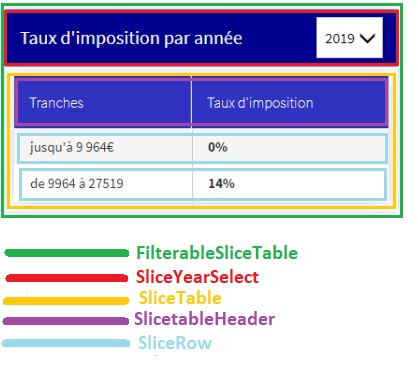 Taux d'imposition par année 2019
Tranches Taux d'imposition
jusqu'à 9 964€ 0%
de 9964 à 27519 14%
FilterableSliceTable
SliceYearSelect
SliceTable
SlicetableHeader
SliceRow